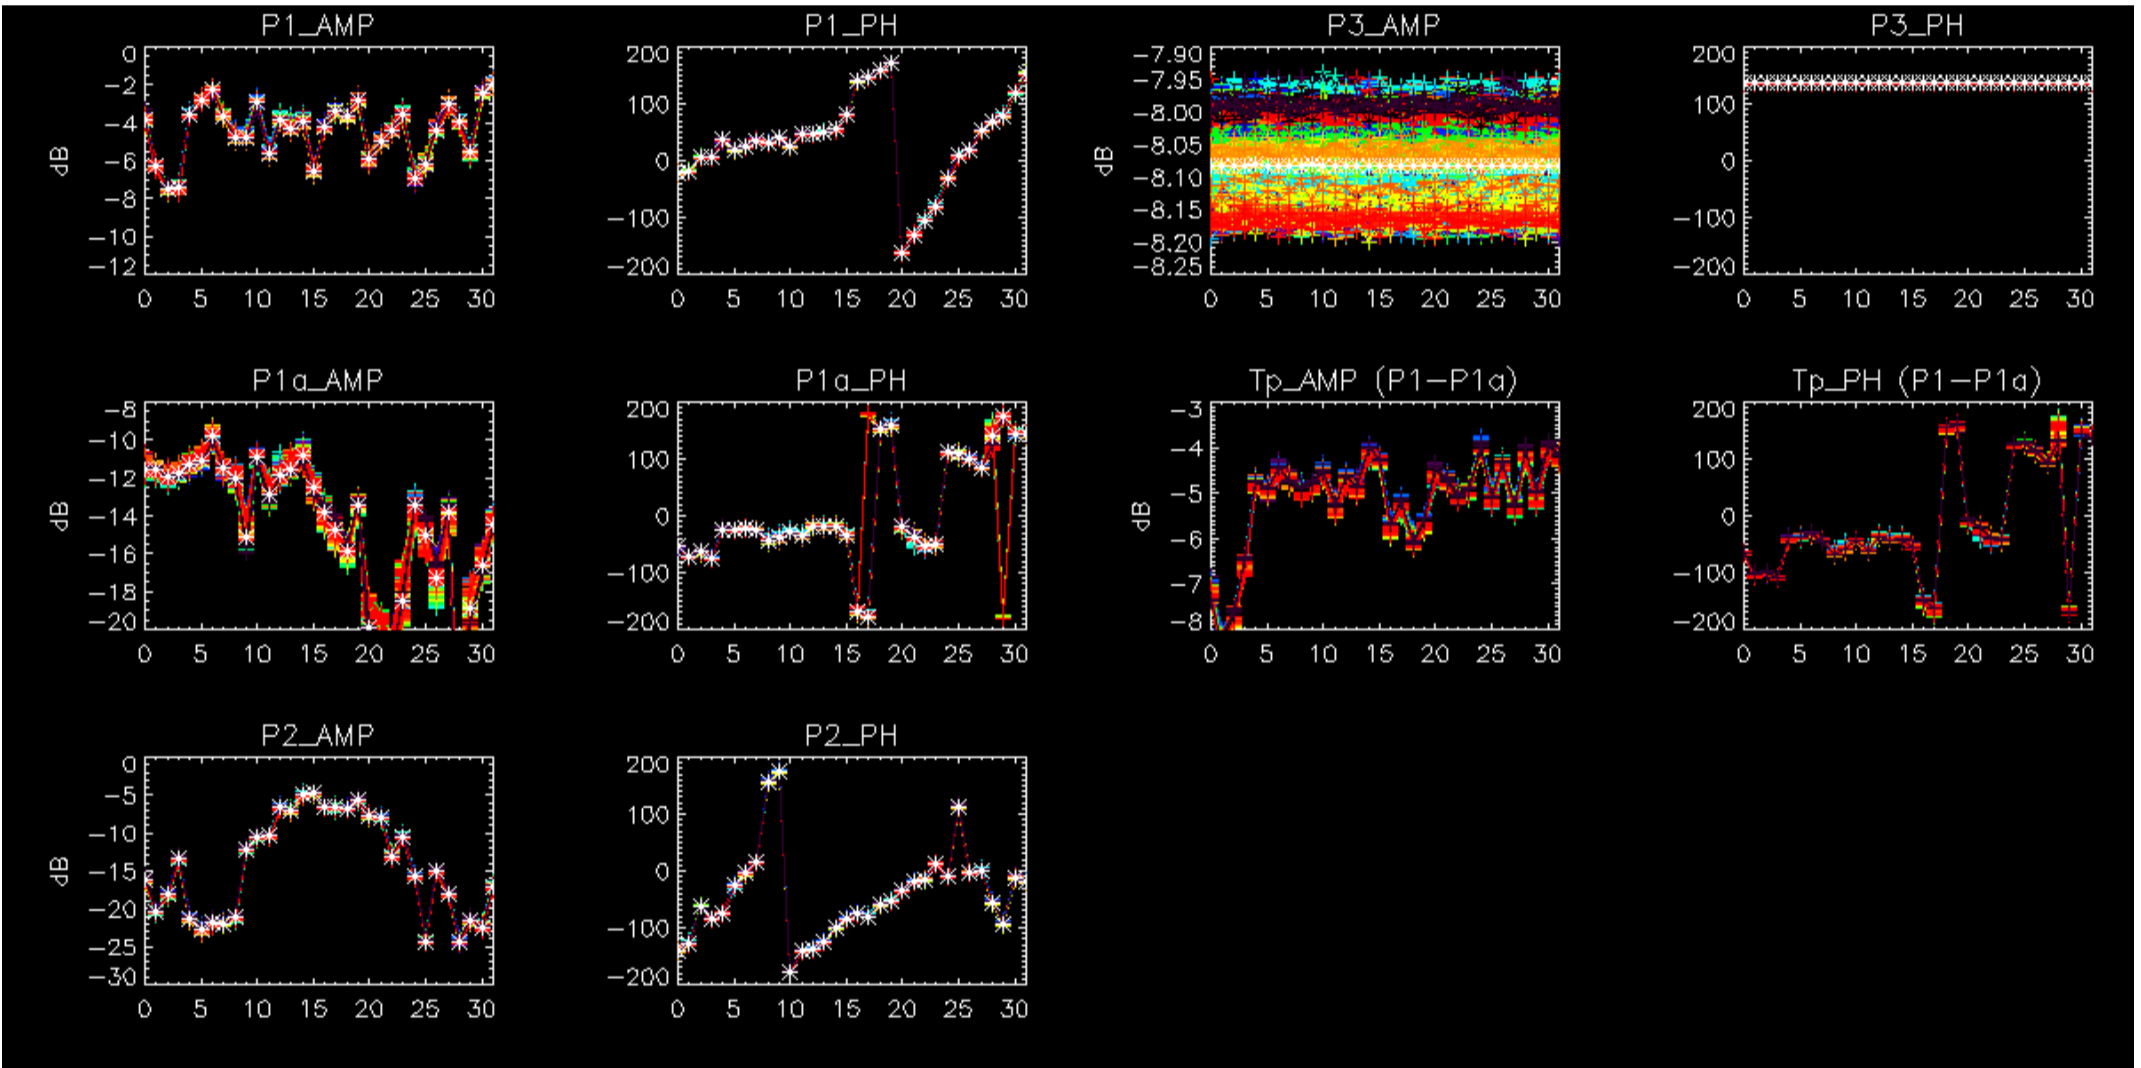 P1_AMP P1_PH P3_AMP P3_PH
0 200 −7.90 200
−2 100 −7.95 100
−4 0 −8.00 0
−6 −100 −8.05 −100
−8 −200 −8.10 −200
−10 −8.15
−12 −8.20
−8.25
dB dB
0 5 10 15 20 25 30 0 5 10 15 20 25 30 0 5 10 15 20 25 30 0 5 10 15 20 25 30
P1a_AMP P1a_PH Tp_AMP (P1−P1a) Tp_PH (P1−P1a)
−8 200 −3 200
−10 100 −4 100
−12 0 −5 0
−14 −100 −6 −100
−16 −200 −7 −200
−18 −8
−20
dB dB
0 5 10 15 20 25 30 0 5 10 15 20 25 30 0 5 10 15 20 25 30 0 5 10 15 20 25 30
P2_AMP P2_PH
0 200
−5 100
−10 0
−15 −100
−20 −200
−25
−30
dB
0 5 10 15 20 25 30 0 5 10 15 20 25 30